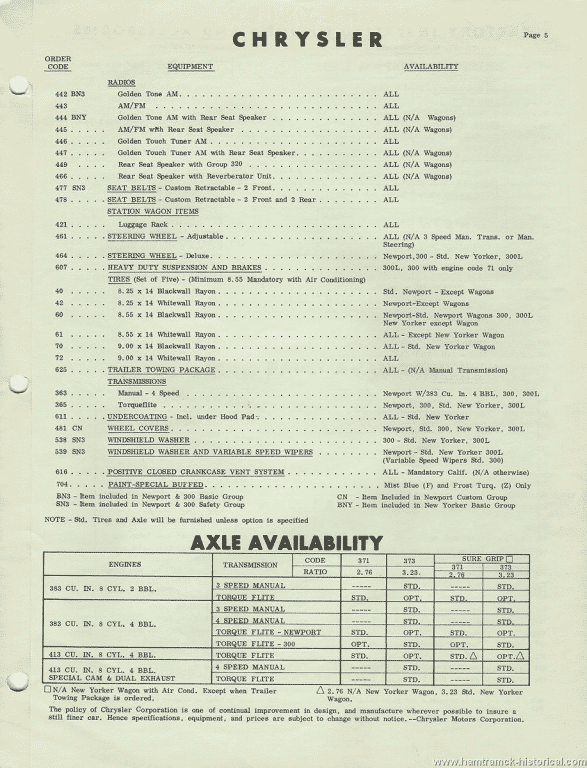 CHRYSLER
Page 5
ORDER
CODE EQUIPMENT AVAILABILITY
RADIOS
442 BN3 Golden Tone AM. . . . . . . . . . ALL
443 AM/FM . . . . . . . . . . ALL
444 BNY Golden Tone AM with Rear Seat Speaker . . . . . . . . . . ALL (N/A Wagons)
445 . . . . . AM/FM with Rear Seat Speaker . . . . . . . . . . ALL (N/A Wagons)
446 . . . . . Golden Touch Tuner AM . . . . . . . . . . ALL
447 . . . . . Golden Touch Tuner AM with Rear Seat Speaker. . . . . . . . . . ALL (N/A Wagons)
449 . . . . . Rear Seat Speaker with Group 320 . . . . . . . . . . ALL (N/A Wagons)
466 . . . . . Rear Seat Speaker with Reverberator Unit. . . . . . . . . . ALL (N/A Wagons)
477 SN3 SEAT BELTS - Custom Retractable - 2 Front. . . . . . . . . . ALL
478 . . . . . SEAT BELTS - Custom Retractable - 2 Front and 2 Rear . . . . . . . . . . ALL
STATION WAGON ITEMS
421 . . . . . Luggage Rack . . . . . . . . . . ALL
461 . . . . . STEERING WHEEL - Adjustable . . . . . . . . . . ALL (N/A 3 Speed Man. Trans. or Man.
Steering)
464 . . . . . STEERING WHEEL - Deluxe. . . . . . . . . . Newport, 300 - Std. New Yorker, 300L
607 . . . . . HEAVY DUTY SUSPENSION AND BRAKES . . . . . . . . . . 300L, 300 with engine code 71 only
TIRES (Set of Five) - (Minimum 8.55 Mandatory with Air Conditioning)
40 . . . . . 8.25 x 14 Blackwall Rayon . . . . . . . . . . Std. Newport - Except Wagons
42 . . . . . 8.25 x 14 Whitewall Rayon . . . . . . . . . . Newport-Except Wagons
60 . . . . . 8.55 x 14 Blackwall Rayon . . . . . . . . . . Newport-Std. Newport Wagons 300, 300L
New Yorker except Wagon
61 . . . . . 8.55 x 14 Whitewall Rayon . . . . . . . . . . ALL - Except New Yorker Wagon
70 . . . . . 9.00 x 14 Blackwall Rayon . . . . . . . . . . ALL - Std. New Yorker Wagon
72 . . . . . 9.00 x 14 Whitewall Rayon . . . . . . . . . . ALL
625 . . . . . TRAILER TOWING PACKAGE . . . . . . . . . . ALL - (N/A Manual Transmission)
TRANSMISSIONS
363 . . . . . Manual - 4 Speed . . . . . . . . . . Newport W/383 Cu. In. 4 BBL, 300, 300L
365 . . . . . Torqueflite . . . . . . . . . . Newport, 300, Std. New Yorker, 300L
611 . . . . . UNDERCOATING - Incl. under Hood Pad . . . . . . . . . . ALL - Std. New Yorker
481 CN WHEEL COVERS . . . . . . . . . . Newport, Std. 300, New Yorker, 300L
538 SN3 WINDSHIELD WASHER . . . . . . . . . . 300 - Std. New Yorker, 300L
539 SN3 WINDSHIELD WASHER AND VARIABLE SPEED WIPERS . . . . . . . . . . Newport - Std. New Yorker 300L
(Variable Speed Wipers Std. 300)
616 . . . . . POSITIVE CLOSED CRANKCASE VENT SYSTEM . . . . . . . . . . ALL - Mandatory Calif. (N/A otherwise)
704 . . . . . PAINT-SPECIAL BUFFED . . . . . . . . . . Mist Blue (F) and Frost Turq. (Z) Only
BN3 - Item included in Newport & 300 Basic Group CN - Item Included in Newport Custom Group
SN3 - Item included in Newport & 300 Safety Group BNY - Item included in New Yorker Basic Group
NOTE - Std. Tires and Axle will be furnished unless option is specified
AXLE AVAILABILITY
ENGINES TRANSMISSION CODE 371 373 SURE GRIP □ 371 373
RATIO 2.76 3.23 2.76 3.23
383 CU. IN. 8 CYL. 2 BBL. 3 SPEED MANUAL ----- STD. ----- STD.
TORQUE FLITE STD. OPT. STD. OPT.
383 CU. IN. 8 CYL. 4 BBL. 3 SPEED MANUAL ----- STD. ----- STD.
4 SPEED MANUAL ----- STD. ----- STD.
TORQUE FLITE - NEWPORT STD. OPT. STD. OPT.
TORQUE FLITE - 300 OPT. STD. OPT. STD.
413 CU. IN. 8 CYL. 4 BBL. TORQUE FLITE STD. OPT. STD. △ OPT. △
413 CU. IN. 8 CYL. 4 BBL.
SPECIAL CAM & DUAL EXHAUST 4 SPEED MANUAL ----- STD. ----- STD.
TORQUE FLITE ----- STD. ----- STD.
□ N/A New Yorker Wagon with Air Cond. Except when Trailer
Towing Package is ordered.
△ 2.76 N/A New Yorker Wagon, 3.23 Std. New Yorker
Wagon.
The policy of Chrysler Corporation is one of continual improvement in design, and manufacture wherever possible to insure a
still finer car. Hence specifications, equipment, and prices are subject to change without notice.--Chrysler Motors Corporation.
www.hamtramck-historical.com